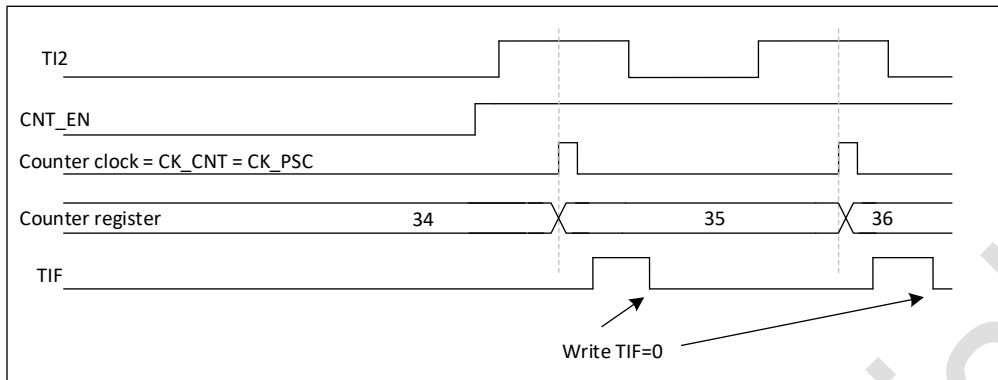 TI2
CNT_EN
Counter clock = CK_CNT = CK_PSC
Counter register 34 35 36
TIF
Write TIF=0